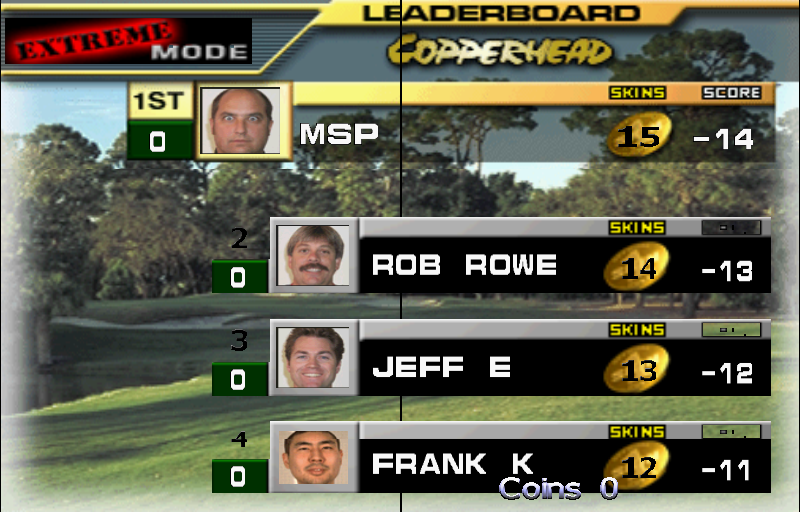 LEADERBOARD
EXTREME
MODE
COPPERHEAD
1ST
SKINS
SCORE
0
MSP
15
-14
2
SKINS
0
ROB ROWE
14
-13
3
SKINS
0
JEFF E
13
-12
4
SKINS
0
FRANK K
12
-11
Coins 0